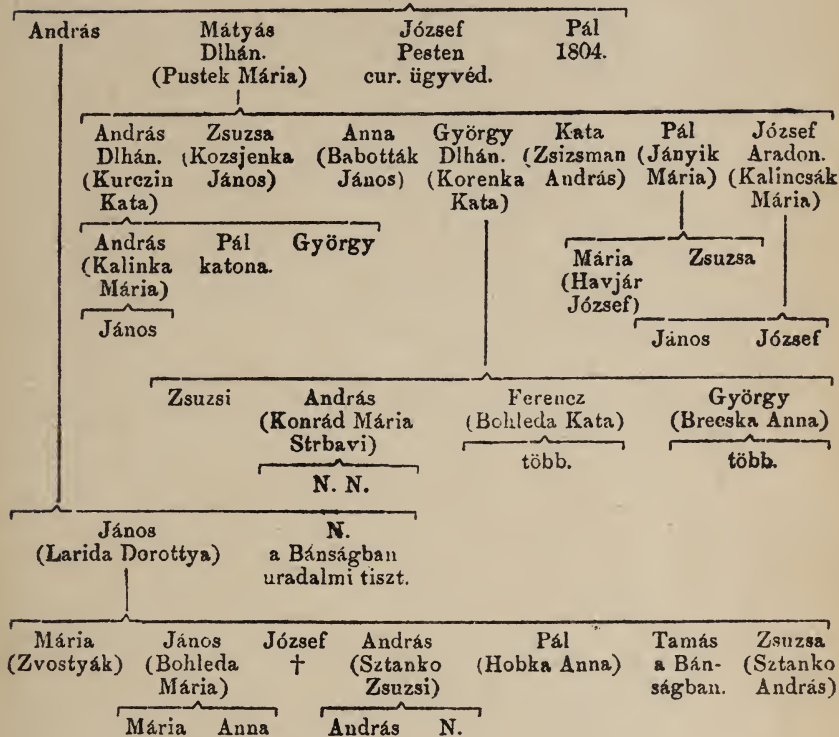 András Mátyás József Pál
Dlhán. Pesten 1804.
(Pustek Mária) cur. ügyvéd.
András Zsuzsa Anna György Kata Pál József
Dlhán. (Kozsjenka (Babották Dlhán. (Zsizsman (Jányik Aradon.
(Kurczin János) János) (Korenka András) Mária) (Kalincsák
Kata) Kata) Mária)
András Pál György
(Kalinka katona.
Mária)
Mária Zsuzsa
(Havjár
József)
János
János József
Zsuzsi András Ferencz György
(Konrád Mária (Bohleda Kata) (Brecska Anna)
Strbavi)
több. több.
N. N.
János N.
(Larida Dorottya) a Bánságban
uradalmi tiszt.
Mária János József András Pál Tamás Zsuzsa
(Zvostyák) (Bohleda † (Sztanko (Hobka Anna) a Bán- (Sztanko
Mária) Zsuzsi) ságban. András)
Mária Anna András N.